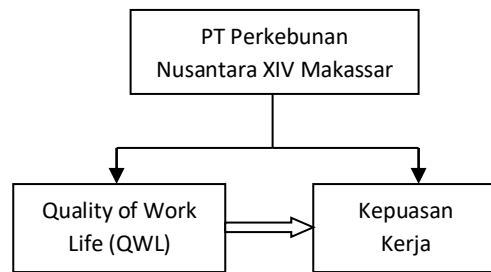 PT Perkebunan
Nusantara XIV Makassar
Quality of Work
Life (QWL)
Kepuasan
Kerja